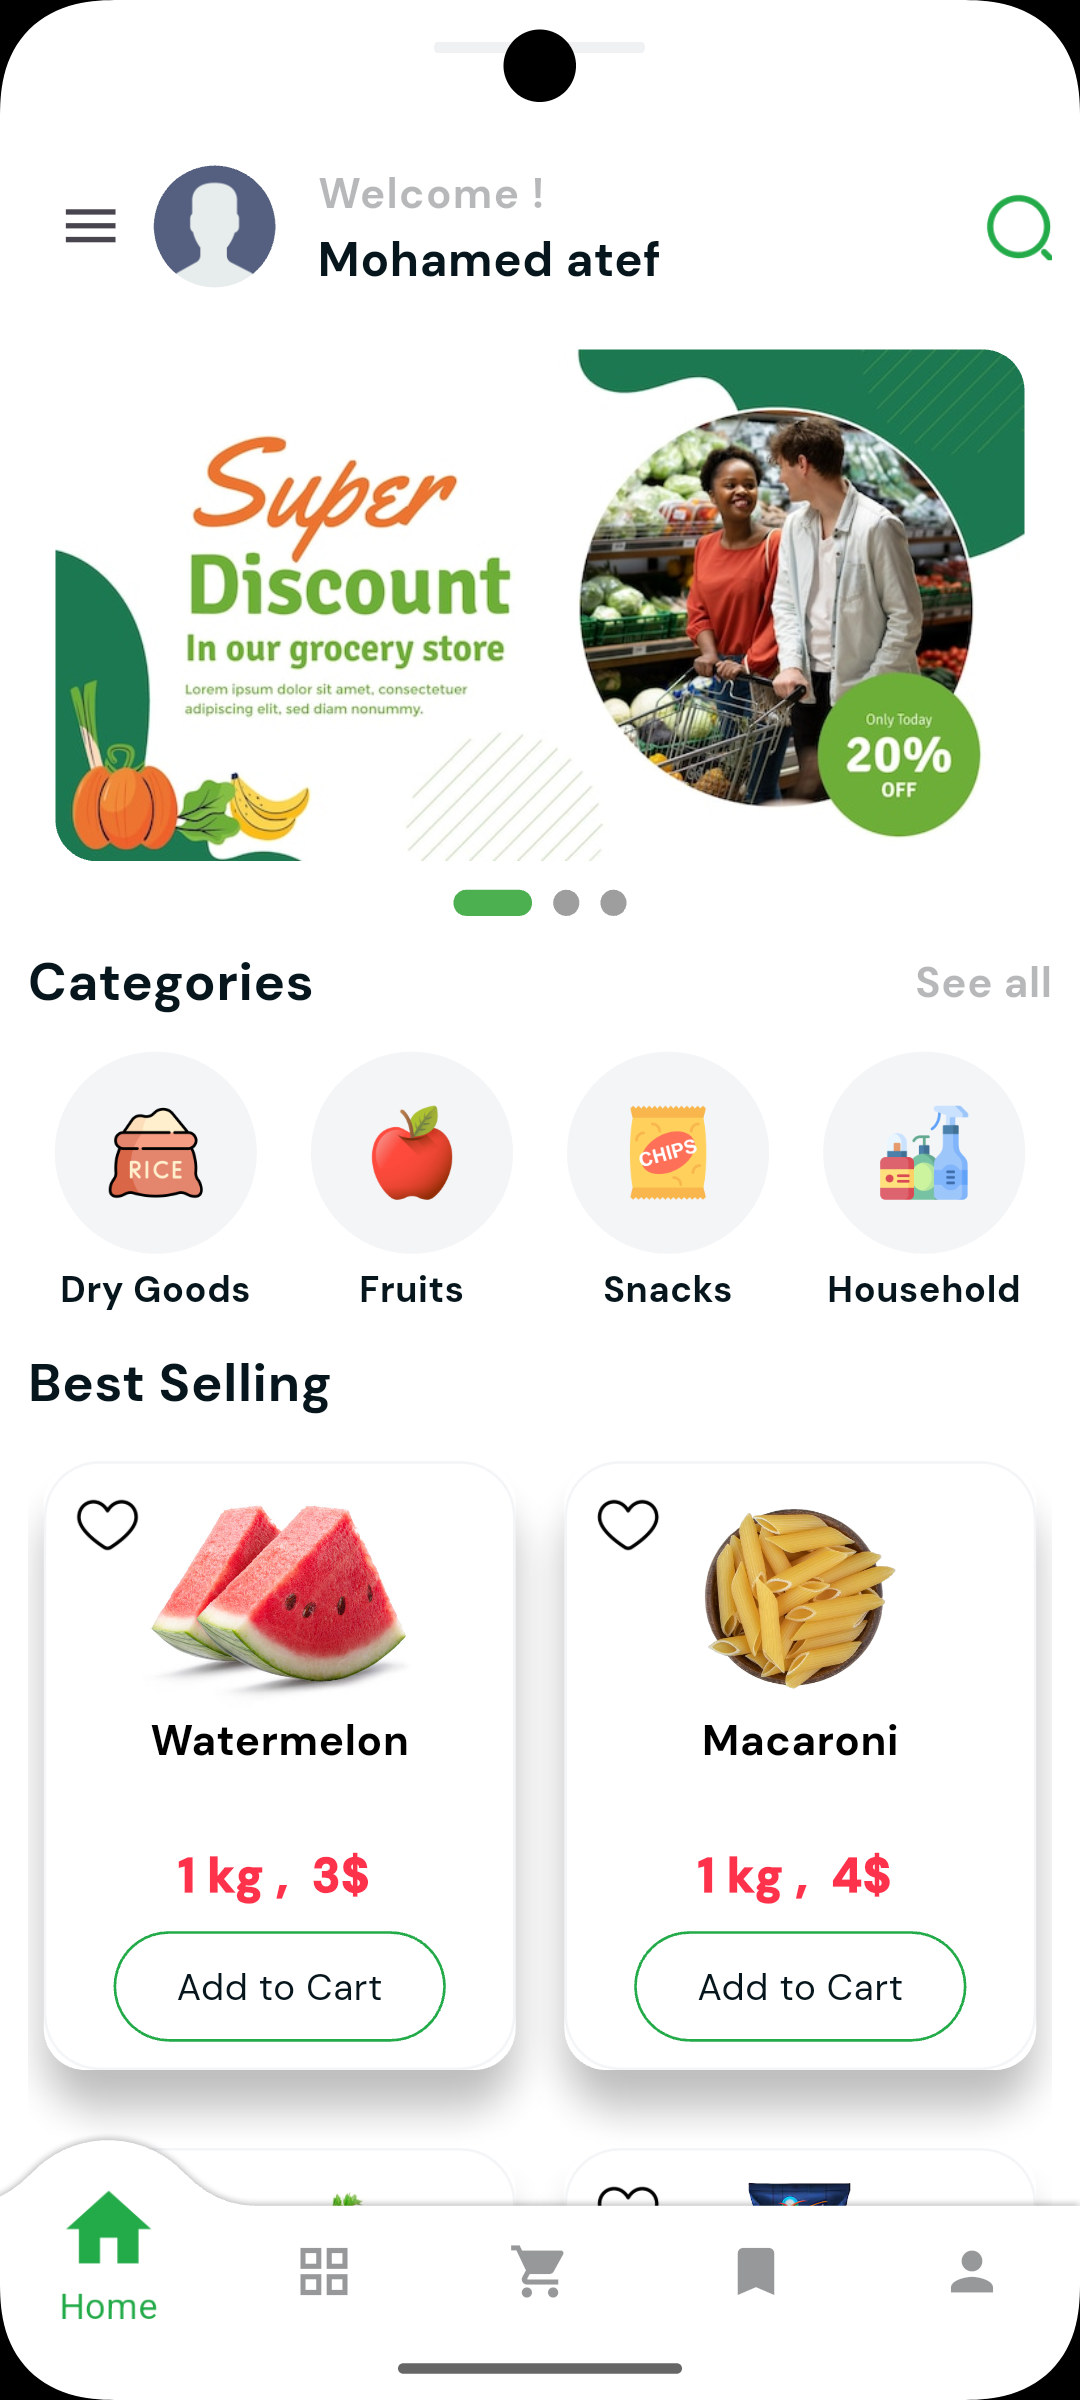 Welcome !
Mohamed atef
Super
Discount
In our grocery store
Lorem ipsum dolor sit amet, consectetuer
adipiscing elit, sed diam nonummy.
Only Today
20%
OFF
Categories
See all
RICE
CHIPS
Dry Goods
Fruits
Snacks
Household
Best Selling
Watermelon
Macaroni
1 kg , 3$
1 kg , 4$
Add to Cart
Add to Cart
Home